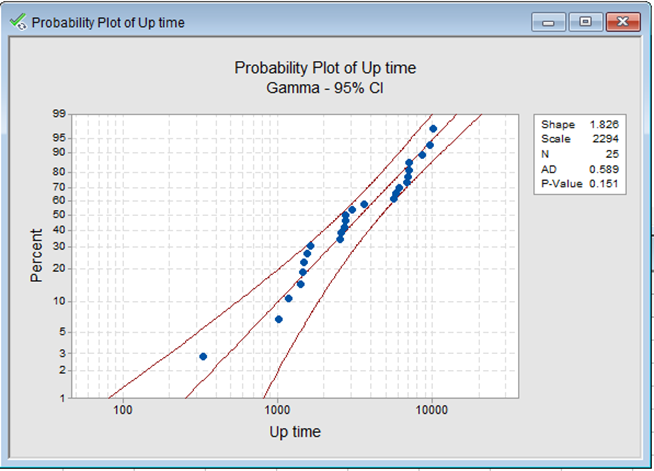 Probability Plot of Up time
Probability Plot of Up time
Gamma - 95% CI
99
95
90
80
70
60
50
40
30
20
10
5
3
2
1
Percent
100
1000
10000
Up time
Shape 1.826
Scale 2294
N 25
AD 0.589
P-Value 0.151